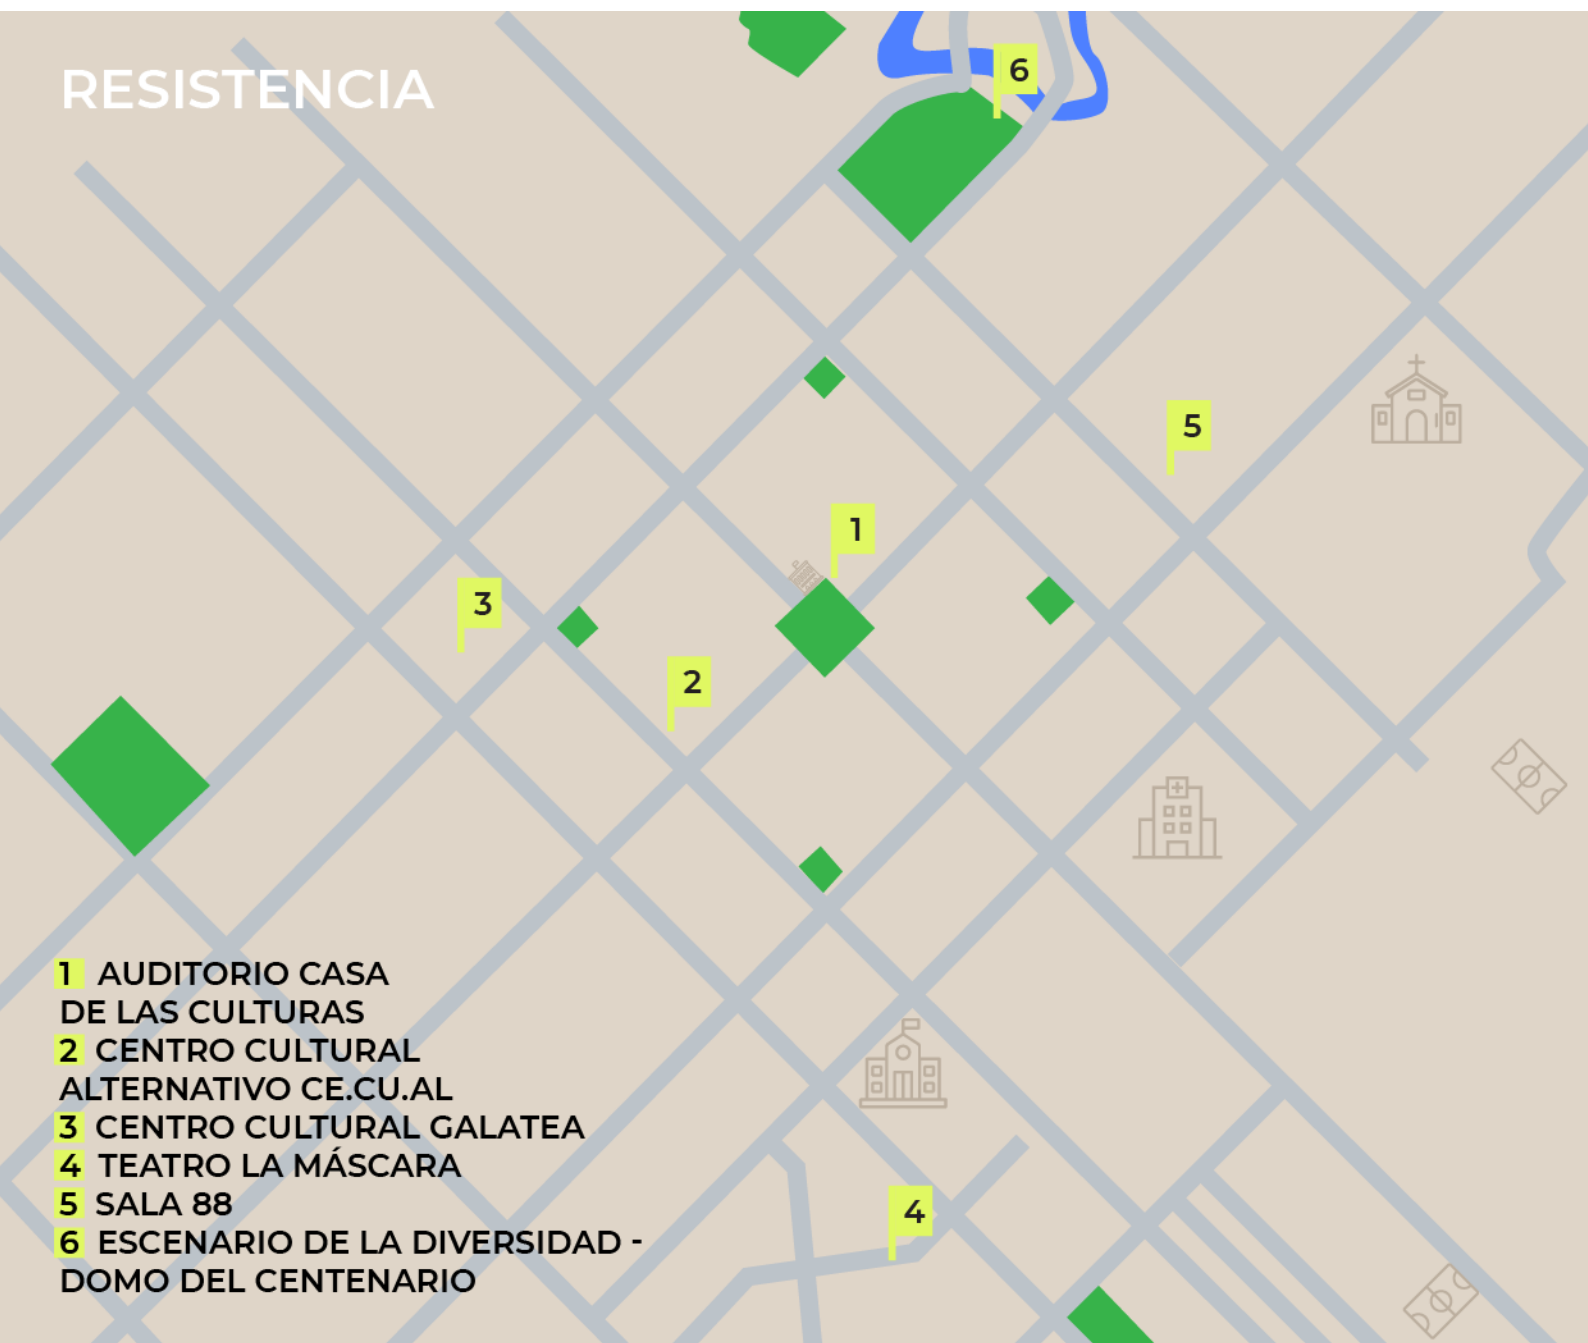 RESISTENCIA
6
5
1
3
2
4
1 AUDITORIO CASA
DE LAS CULTURAS
2 CENTRO CULTURAL
ALTERNATIVO CE.CU.AL
3 CENTRO CULTURAL GALATEA
4 TEATRO LA MÁSCARA
5 SALA 88
6 ESCENARIO DE LA DIVERSIDAD -
DOMO DEL CENTENARIO